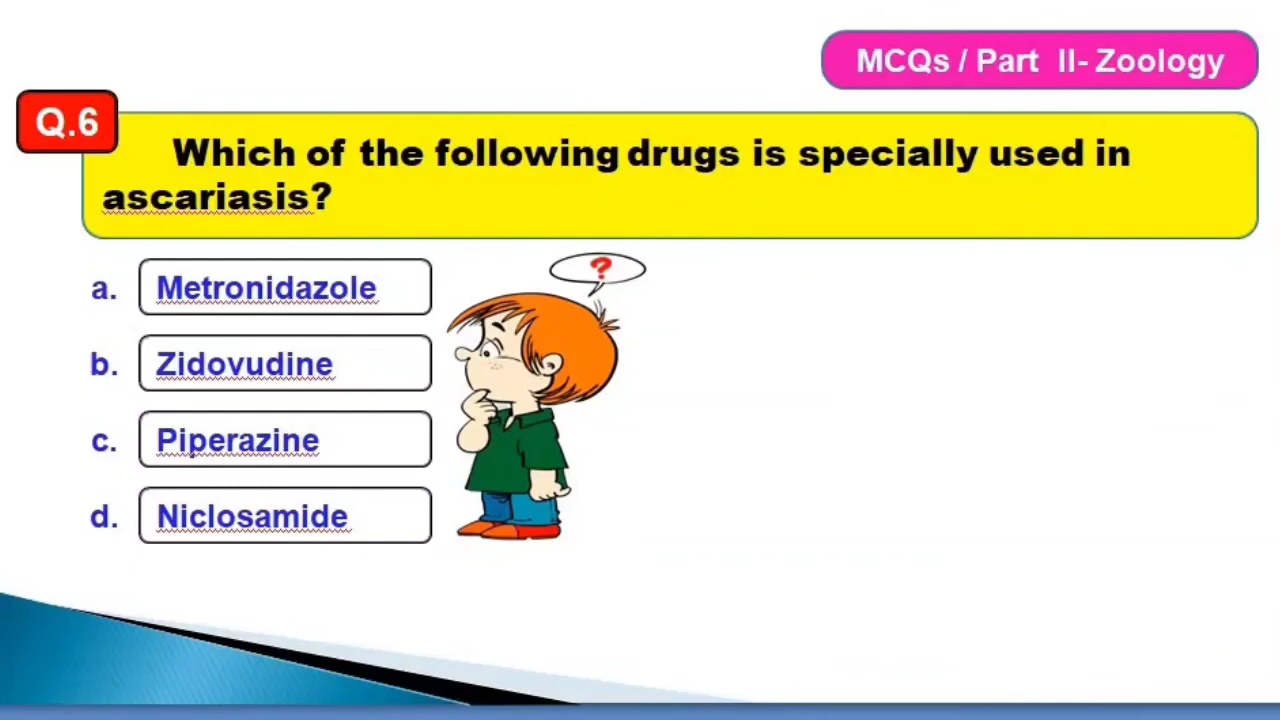 MCQs / Part II- Zoology
Q.6
Which of the following drugs is specially used in
ascariasis?
?
a. Metronidazole
b. Zidovudine
c. Piperazine
d. Niclosamide